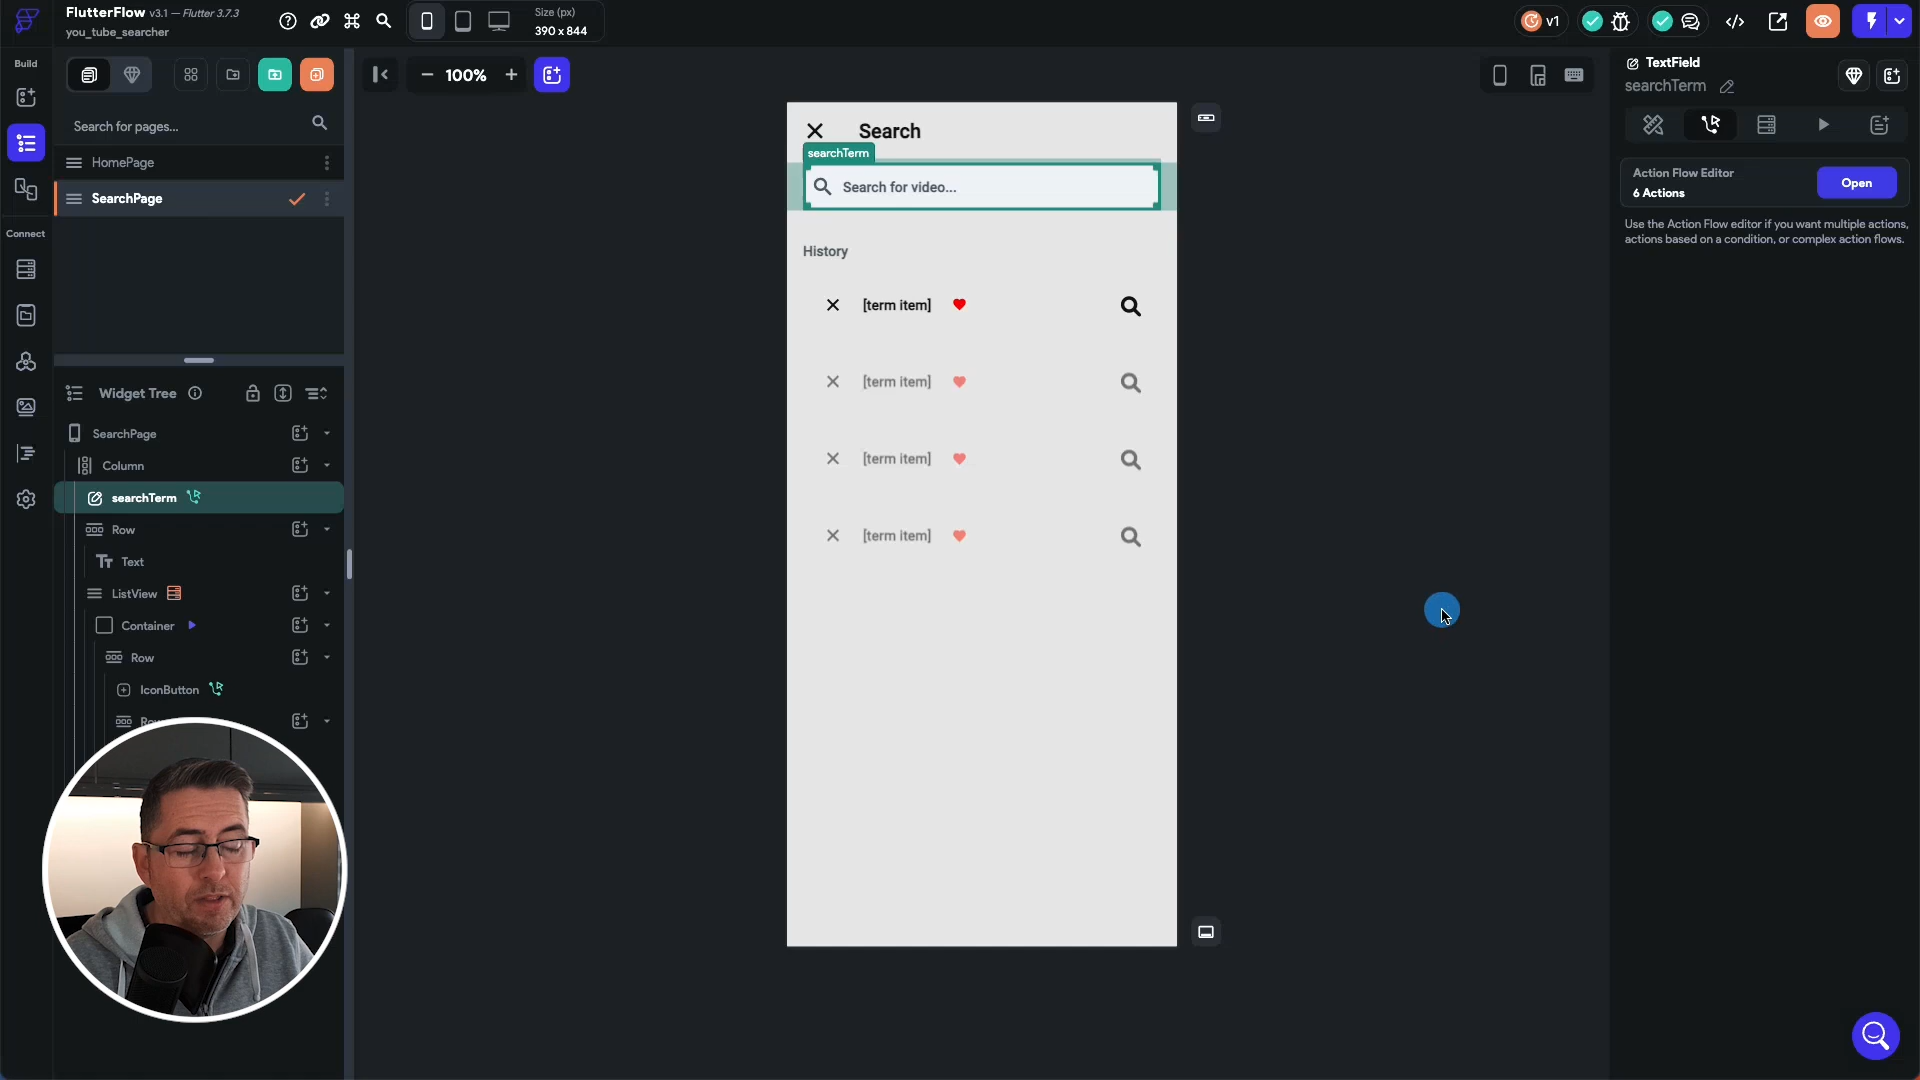 FlutterFlow v3.1 — Flutter 3.7.3
you_tube_searcher
Size (px)
390 x 844
v1
Build
100%
TextField
searchTerm
Search for pages...
HomePage
SearchPage
Connect
Action Flow Editor
6 Actions
Open
Use the Action Flow editor if you want multiple actions,
actions based on a condition, or complex action flows.
Search
searchTerm
Search for video...
History
[term item]
[term item]
[term item]
[term item]
Widget Tree
SearchPage
Column
searchTerm
Row
Tt Text
ListView
Container
Row
IconButton